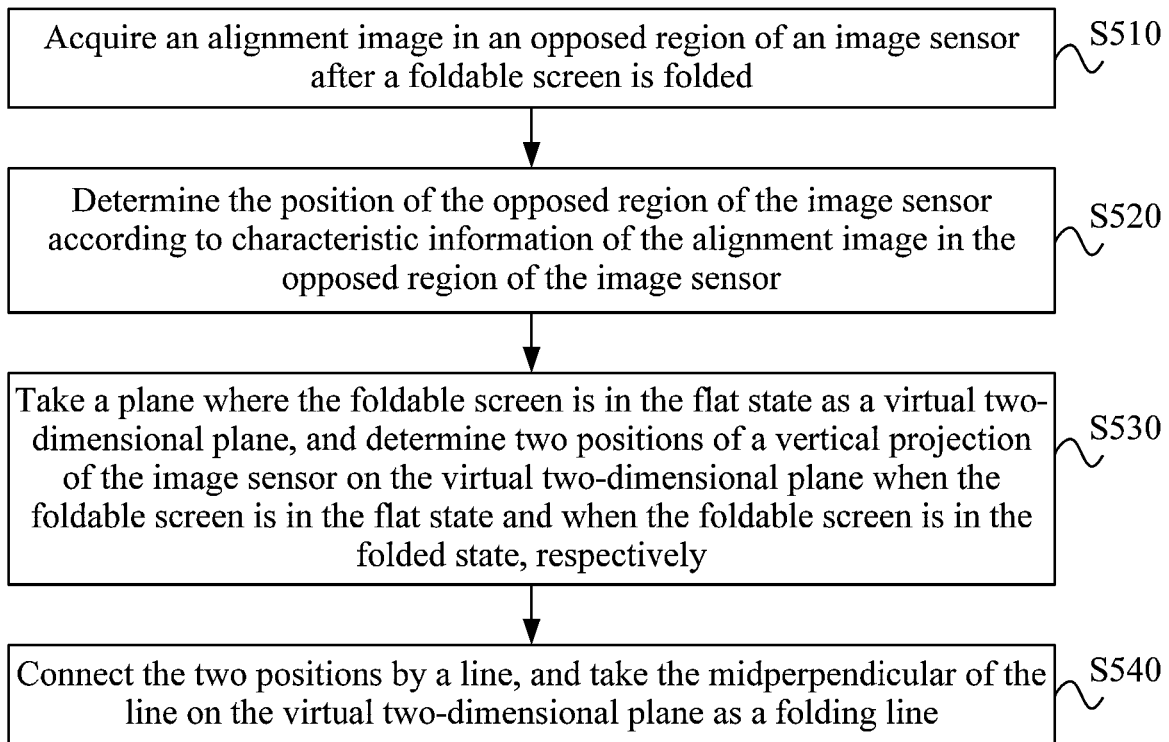 Acquire an alignment image in an opposed region of an image sensor
after a foldable screen is folded
S510
Determine the position of the opposed region of the image sensor
according to characteristic information of the alignment image in the
opposed region of the image sensor
S520
Take a plane where the foldable screen is in the flat state as a virtual two-
dimensional plane, and determine two positions of a vertical projection
of the image sensor on the virtual two-dimensional plane when the
foldable screen is in the flat state and when the foldable screen is in the
folded state, respectively
S530
Connect the two positions by a line, and take the midperpendicular of the
line on the virtual two-dimensional plane as a folding line
S540